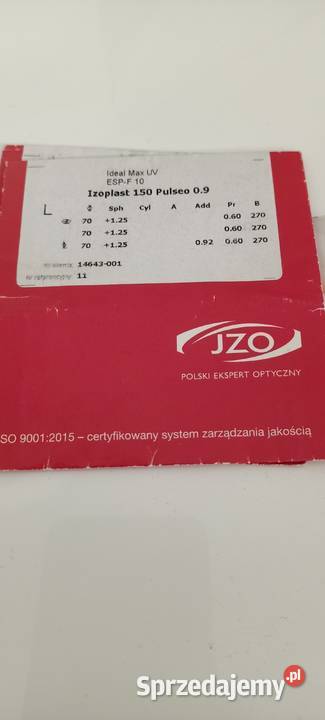 Ideal Max UV
ESP-F 10
Izoplast 150 Pulseo 0.9
L Sph Cyl A Add Pr B
70 +1.25 0.60 270
70 +1.25 0.60 270
70 +1.25 0.92 0.60 270
14643-001
11
JZO
POLSKI EKSPERT OPTYCZNY
SO 9001:2015 – certyfikowany system zarządzania jakością
Sprzedajemy.pl